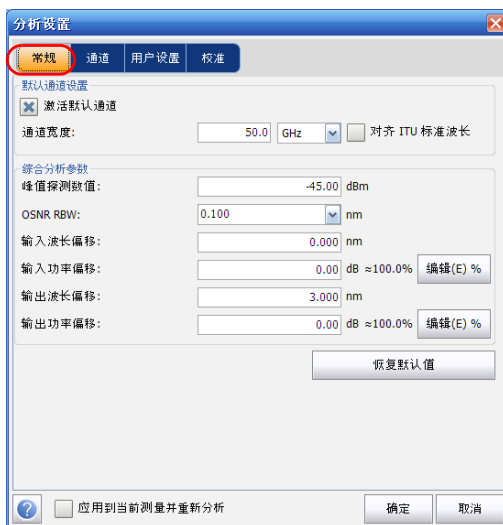 分析设置
常规 通道 用户设置 校准
默认通道设置
激活默认通道
通道宽度: 50.0 GHz 对齐 ITU 标准波长
综合分析参数
峰值探测数值: -45.00 dBm
OSNR RBW: 0.100 nm
输入波长偏移: 0.000 nm
输入功率偏移: 0.00 dB ≈100.0% 编辑(E) %
输出波长偏移: 3.000 nm
输出功率偏移: 0.00 dB ≈100.0% 编辑(E) %
恢复默认值
? 应用到当前测量并重新分析 确定 取消